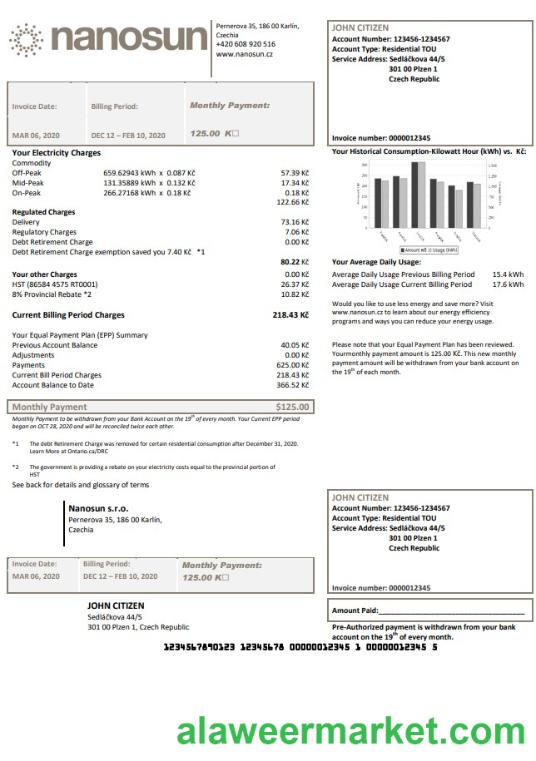 nanosun
Pernerova 35, 186 00 Karlín,
Czechia
+420 608 920 516
www.nanosun.cz
JOHN CITIZEN
Account Number: 123456-1234567
Account Type: Residential TOU
Service Address: Sedláčkova 44/5
301 00 Plzen 1
Czech Republic
Invoice number: 0000012345
Invoice Date: Billing Period: Monthly Payment:
MAR 06, 2020 DEC 12 – FEB 10, 2020 125.00 K□
Your Electricity Charges
Commodity
Off-Peak 659.62943 kWh x 0.087 Kč 57.39 Kč
Mid-Peak 131.35889 kWh x 0.132 Kč 17.34 Kč
On-Peak 266.27168 kWh x 0.18 Kč 0.18 Kč
122.66 Kč
Regulated Charges
Delivery 73.16 Kč
Regulatory Charges 7.06 Kč
Debt Retirement Charge 0.00 Kč
Debt Retirement Charge exemption saved you 7.40 Kč *1
80.22 Kč
Your other Charges 0.00 Kč
HST (86584 4575 RT0001) 26.37 Kč
8% Provincial Rebate *2 10.82 Kč
Current Billing Period Charges 218.43 Kč
Your Equal Payment Plan (EPP) Summary
Previous Account Balance 40.05 Kč
Adjustments 0.00 Kč
Payments 625.00 Kč
Current Bill Period Charges 218.43 Kč
Account Balance to Date 366.52 Kč
Monthly Payment $125.00
Monthly Payment to be withdrawn from your Bank Account on the 19th of every month. Your Current EPP period
began on OCT 28, 2020 and will be reconciled twice each other.
*1 The debt Retirement Charge was removed for certain residential consumption after December 31, 2020.
Learn More at Ontario.ca/DRC
*2 The government is providing a rebate on your electricity costs equal to the provincial portion of
HST
See back for details and glossary of terms
Your Historical Consumption-Kilowatt Hour (kWh) vs. Kč:
Amount Kč Usage (kWh)
Your Average Daily Usage:
Average Daily Usage Previous Billing Period 15.4 kWh
Average Daily Usage Current Billing Period 17.6 kWh
Would you like to use less energy and save more? Visit
www.nanosun.cz to learn about our energy efficiency
programs and ways you can reduce your energy usage.
Please note that your Equal Payment Plan has been reviewed.
Yourmonthly payment amount is 125.00 Kč. This new monthly
payment amount will be withdrawn from your bank account on
the 19th of each month.
Nanosun s.r.o.
Pernerova 35, 186 00 Karlín,
Czechia
Invoice Date: Billing Period: Monthly Payment:
MAR 06, 2020 DEC 12 – FEB 10, 2020 125.00 K□
JOHN CITIZEN
Account Number: 123456-1234567
Account Type: Residential TOU
Service Address: Sedláčkova 44/5
301 00 Plzen 1
Czech Republic
Invoice number: 0000012345
JOHN CITIZEN
Sedláčkova 44/5
301 00 Plzen 1, Czech Republic
Amount Paid:
Pre-Authorized payment is withdrawn from your bank
account on the 19th of every month.
1234567890123 12345678 00000012345 1 00000012345 5
alaweermarket.com